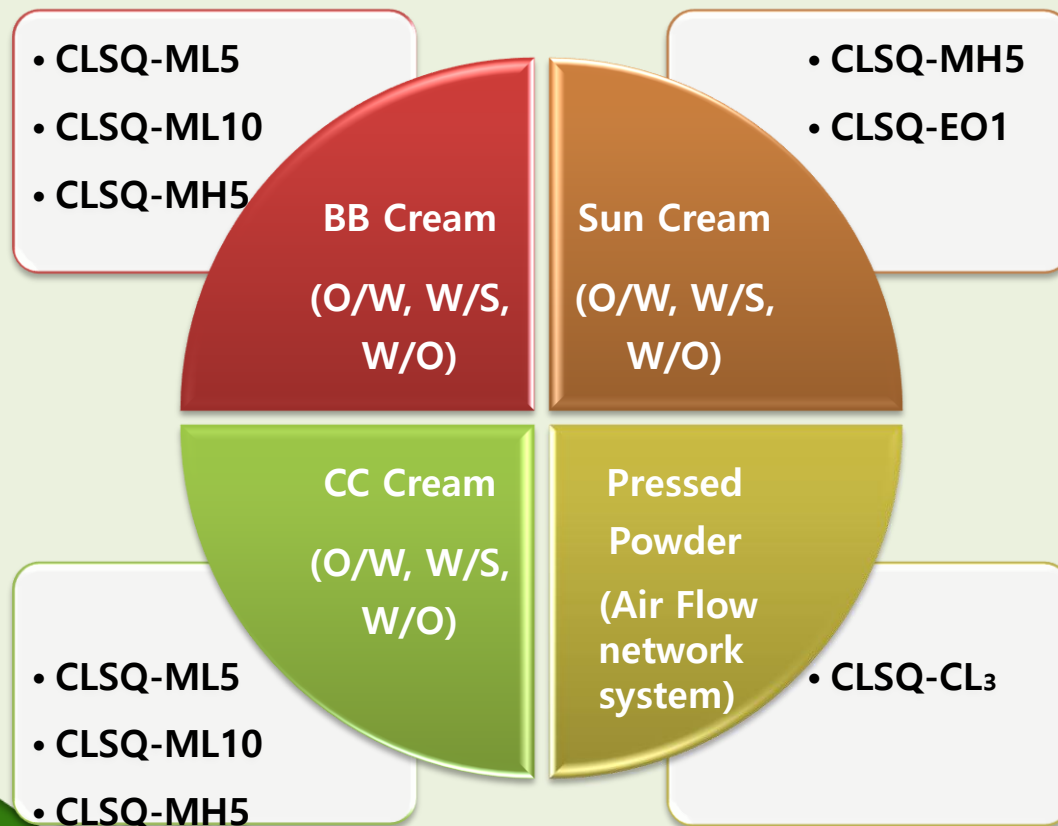 • CLSQ-ML5
• CLSQ-ML10
• CLSQ-MH5
• CLSQ-MH5
• CLSQ-EO1
BB Cream
(O/W, W/S,
W/O)
Sun Cream
(O/W, W/S,
W/O)
CC Cream
(O/W, W/S,
W/O)
Pressed
Powder
(Air Flow
network
system)
• CLSQ-ML5
• CLSQ-ML10
• CLSQ-MH5
• CLSQ-CL₃